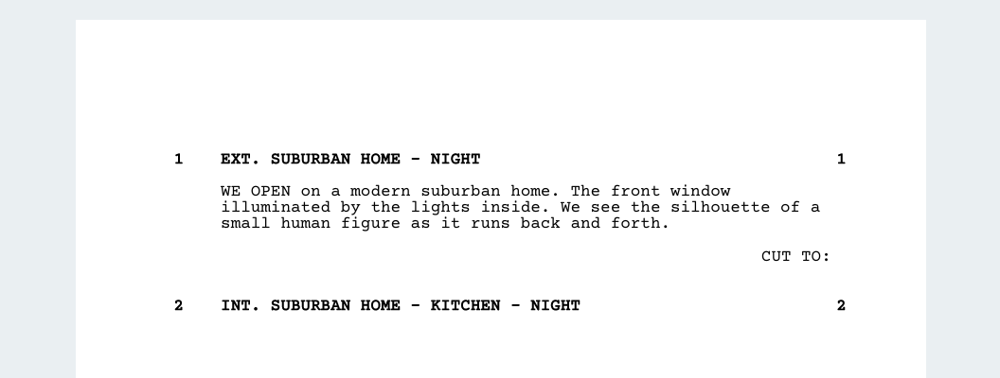 1 EXT. SUBURBAN HOME - NIGHT 1
WE OPEN on a modern suburban home. The front window
illuminated by the lights inside. We see the silhouette of a
small human figure as it runs back and forth.
CUT TO:
2 INT. SUBURBAN HOME - KITCHEN - NIGHT 2